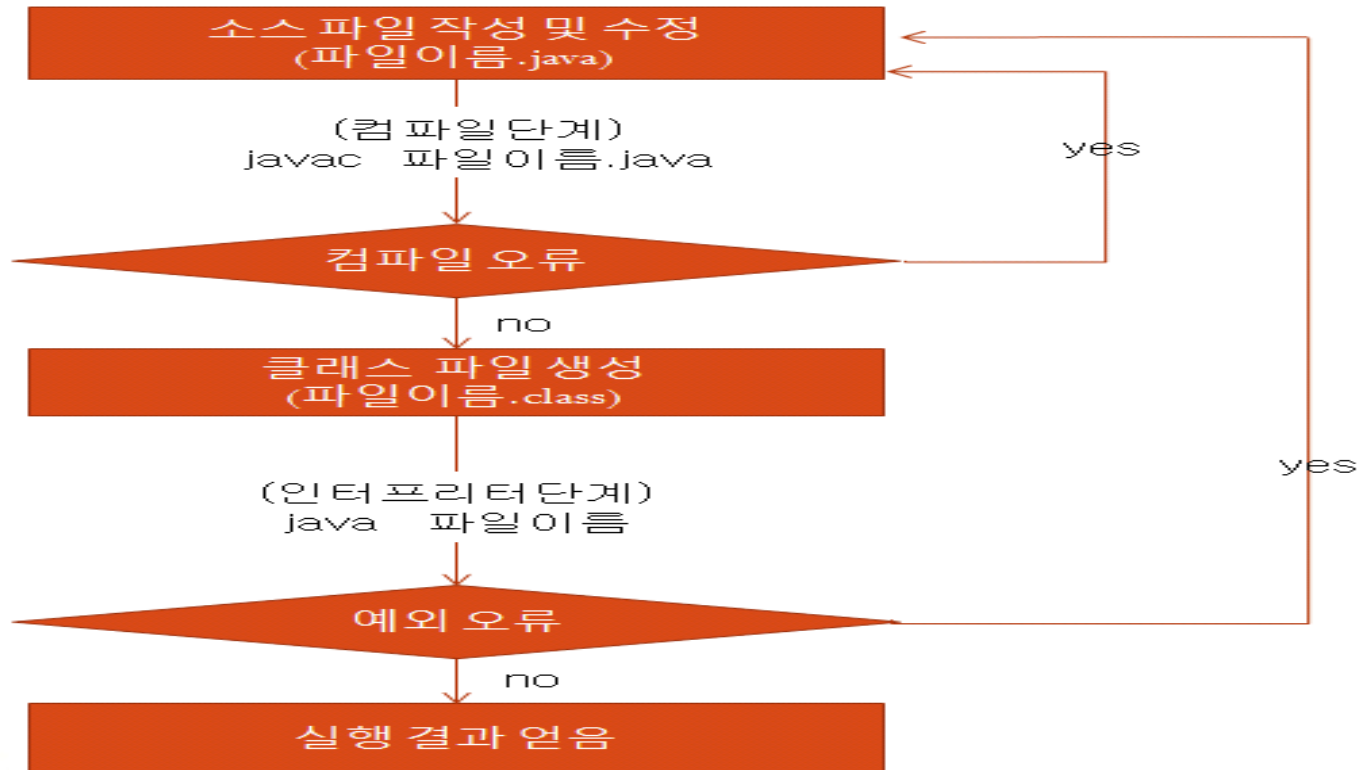 소스 파일 작성 및 수정
(파일이름.java)
(컴파일단계)
javac 파일이름.java
yes
컴파일 오류
no
클래스 파일 생성
(파일이름.class)
(인터프리터단계)
java 파일이름
yes
예외 오류
no
실행 결과 얻음